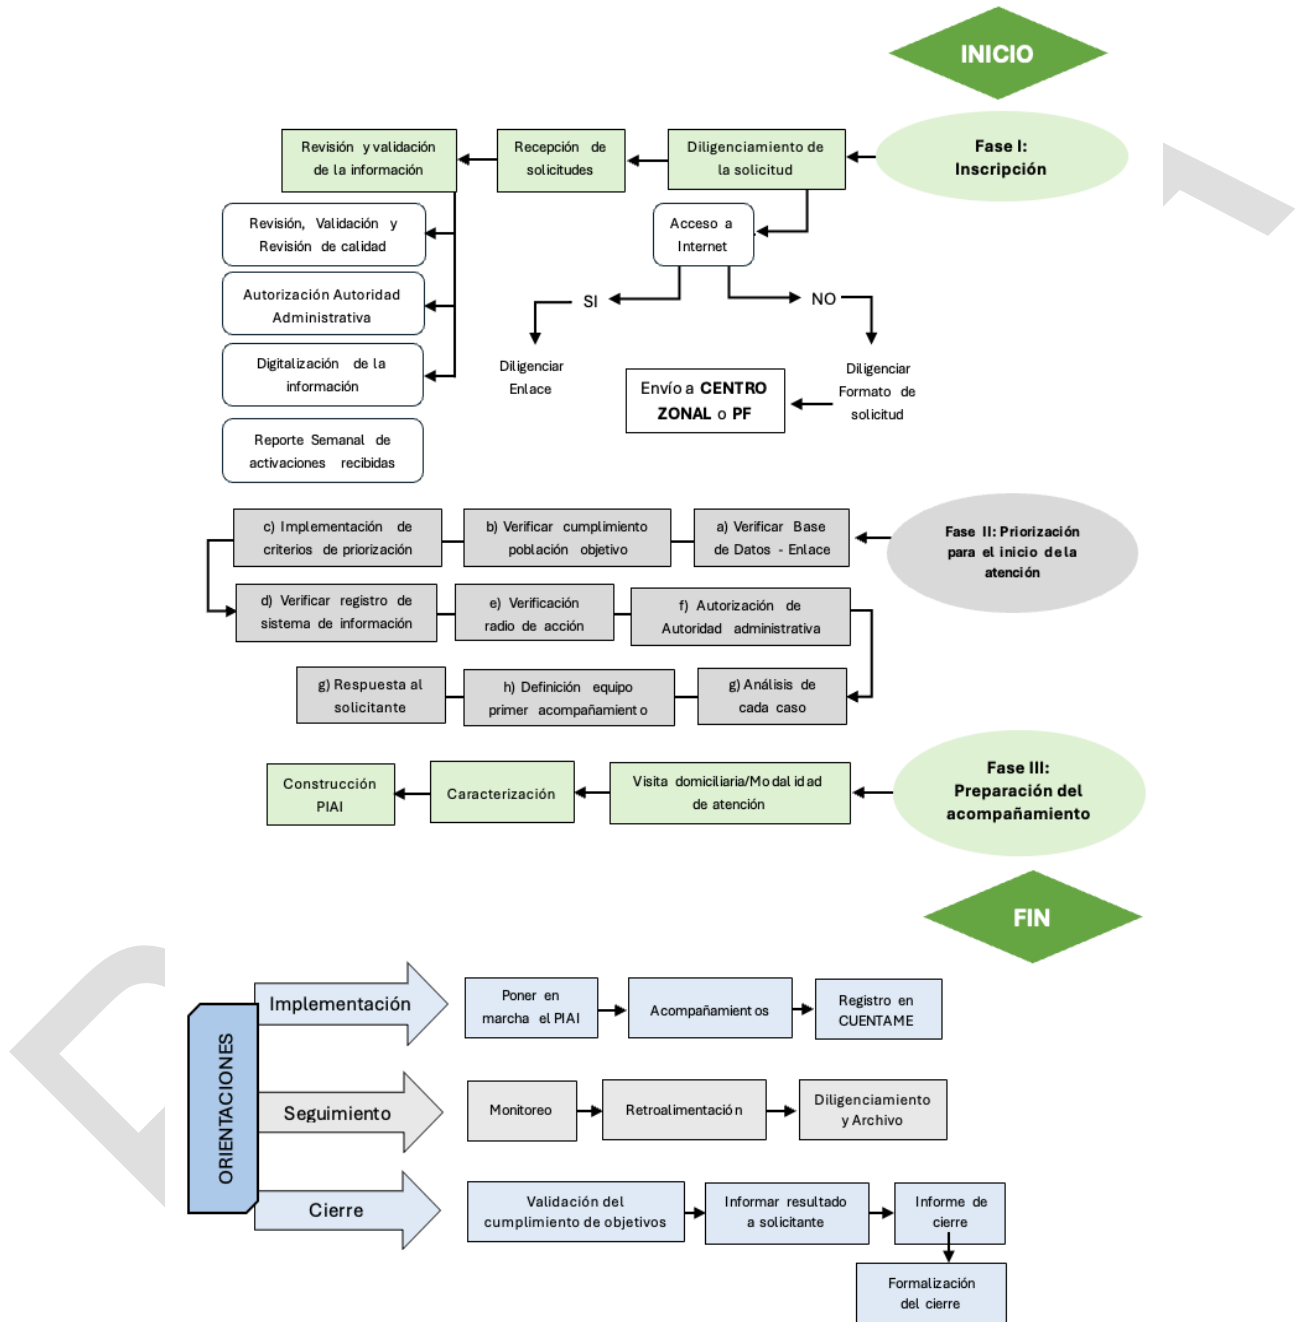 INICIO
Fase I:
Inscripción
Diligenciamiento de
la solicitud
Recepción de
solicitudes
Revisión y validación
de la información
Revisión, Validación y
Revisión de calidad
Autorización Autoridad
Administrativa
Digitalización de la
información
Reporte Semanal de
activaciones recibidas
Acceso a
Internet
SI
NO
Diligenciar
Enlace
Diligenciar
Formato de
solicitud
Envío a CENTRO
ZONAL o PF
Fase II: Priorización
para el inicio de la
atención
a) Verificar Base
de Datos - Enlace
b) Verificar cumplimiento
población objetivo
c) Implementación de
criterios de priorización
d) Verificar registro de
sistema de información
e) Verificación
radio de acción
f) Autorización de
Autoridad administrativa
g) Análisis de
cada caso
h) Definición equipo
primer acompañamiento
g) Respuesta al
solicitante
Fase III:
Preparación del
acompañamiento
Visita domiciliaria/Modalidad
de atención
Caracterización
Construcción
PIAI
FIN
ORIENTACIONES
Implementación
Poner en
marcha el PIAI
Acompañamientos
Registro en
CUENTAME
Seguimiento
Monitoreo
Retroalimentación
Diligenciamiento
y Archivo
Cierre
Validación del
cumplimiento de objetivos
Informar resultado
a solicitante
Informe de
cierre
Formalización
del cierre